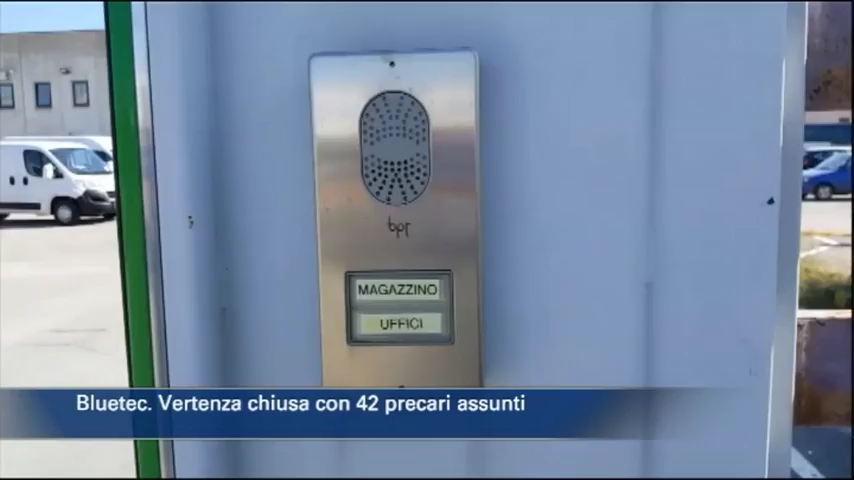 bpt
MAGAZZINO
UFFICI
Bluetec. Vertenza chiusa con 42 precari assunti